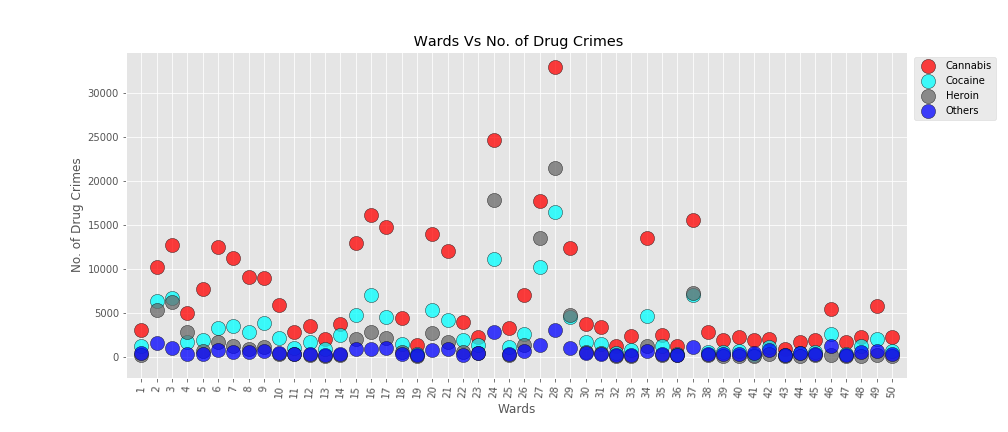 Wards Vs No. of Drug Crimes
Cannabis
Cocaine
Heroin
Others
No. of Drug Crimes
30000
25000
20000
15000
10000
5000
0
1 2 3 4 5 6 7 8 9 10 11 12 13 14 15 16 17 18 19 20 21 22 23 24 25 26 27 28 29 30 31 32 33 34 35 36 37 38 39 40 41 42 43 44 45 46 47 48 49 50
Wards